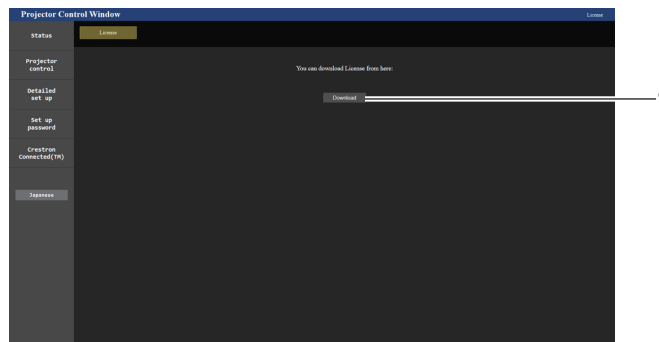 Projector Control Window
License
Status
License
Projector
control
You can download License from here:
Detailed
set up
Download
Set up
password
Crestron
Connected(TM)
Japanese